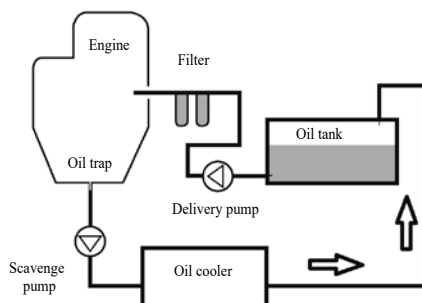 Engine
Filter
Oil tank
Oil trap
Delivery pump
Scavenge
pump
Oil cooler